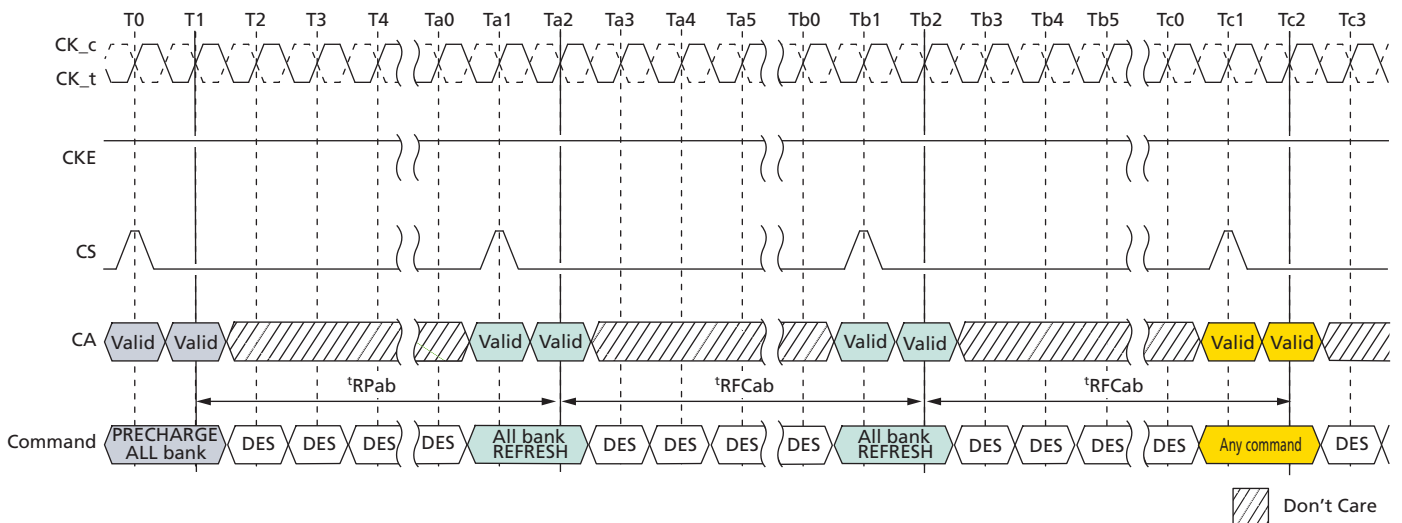 T0 T1 T2 T3 T4 Ta0 Ta1 Ta2 Ta3 Ta4 Ta5 Tb0 Tb1 Tb2 Tb3 Tb4 Tb5 Tc0 Tc1 Tc2 Tc3
CK_c
CK_t
CKE
CS
CA Valid Valid Valid Valid Valid Valid Valid Valid
tRPab tRFCab tRFCab
Command PRECHARGE ALL bank DES DES DES DES All bank REFRESH DES DES DES DES All bank REFRESH DES DES DES DES Any command DES
Don't Care